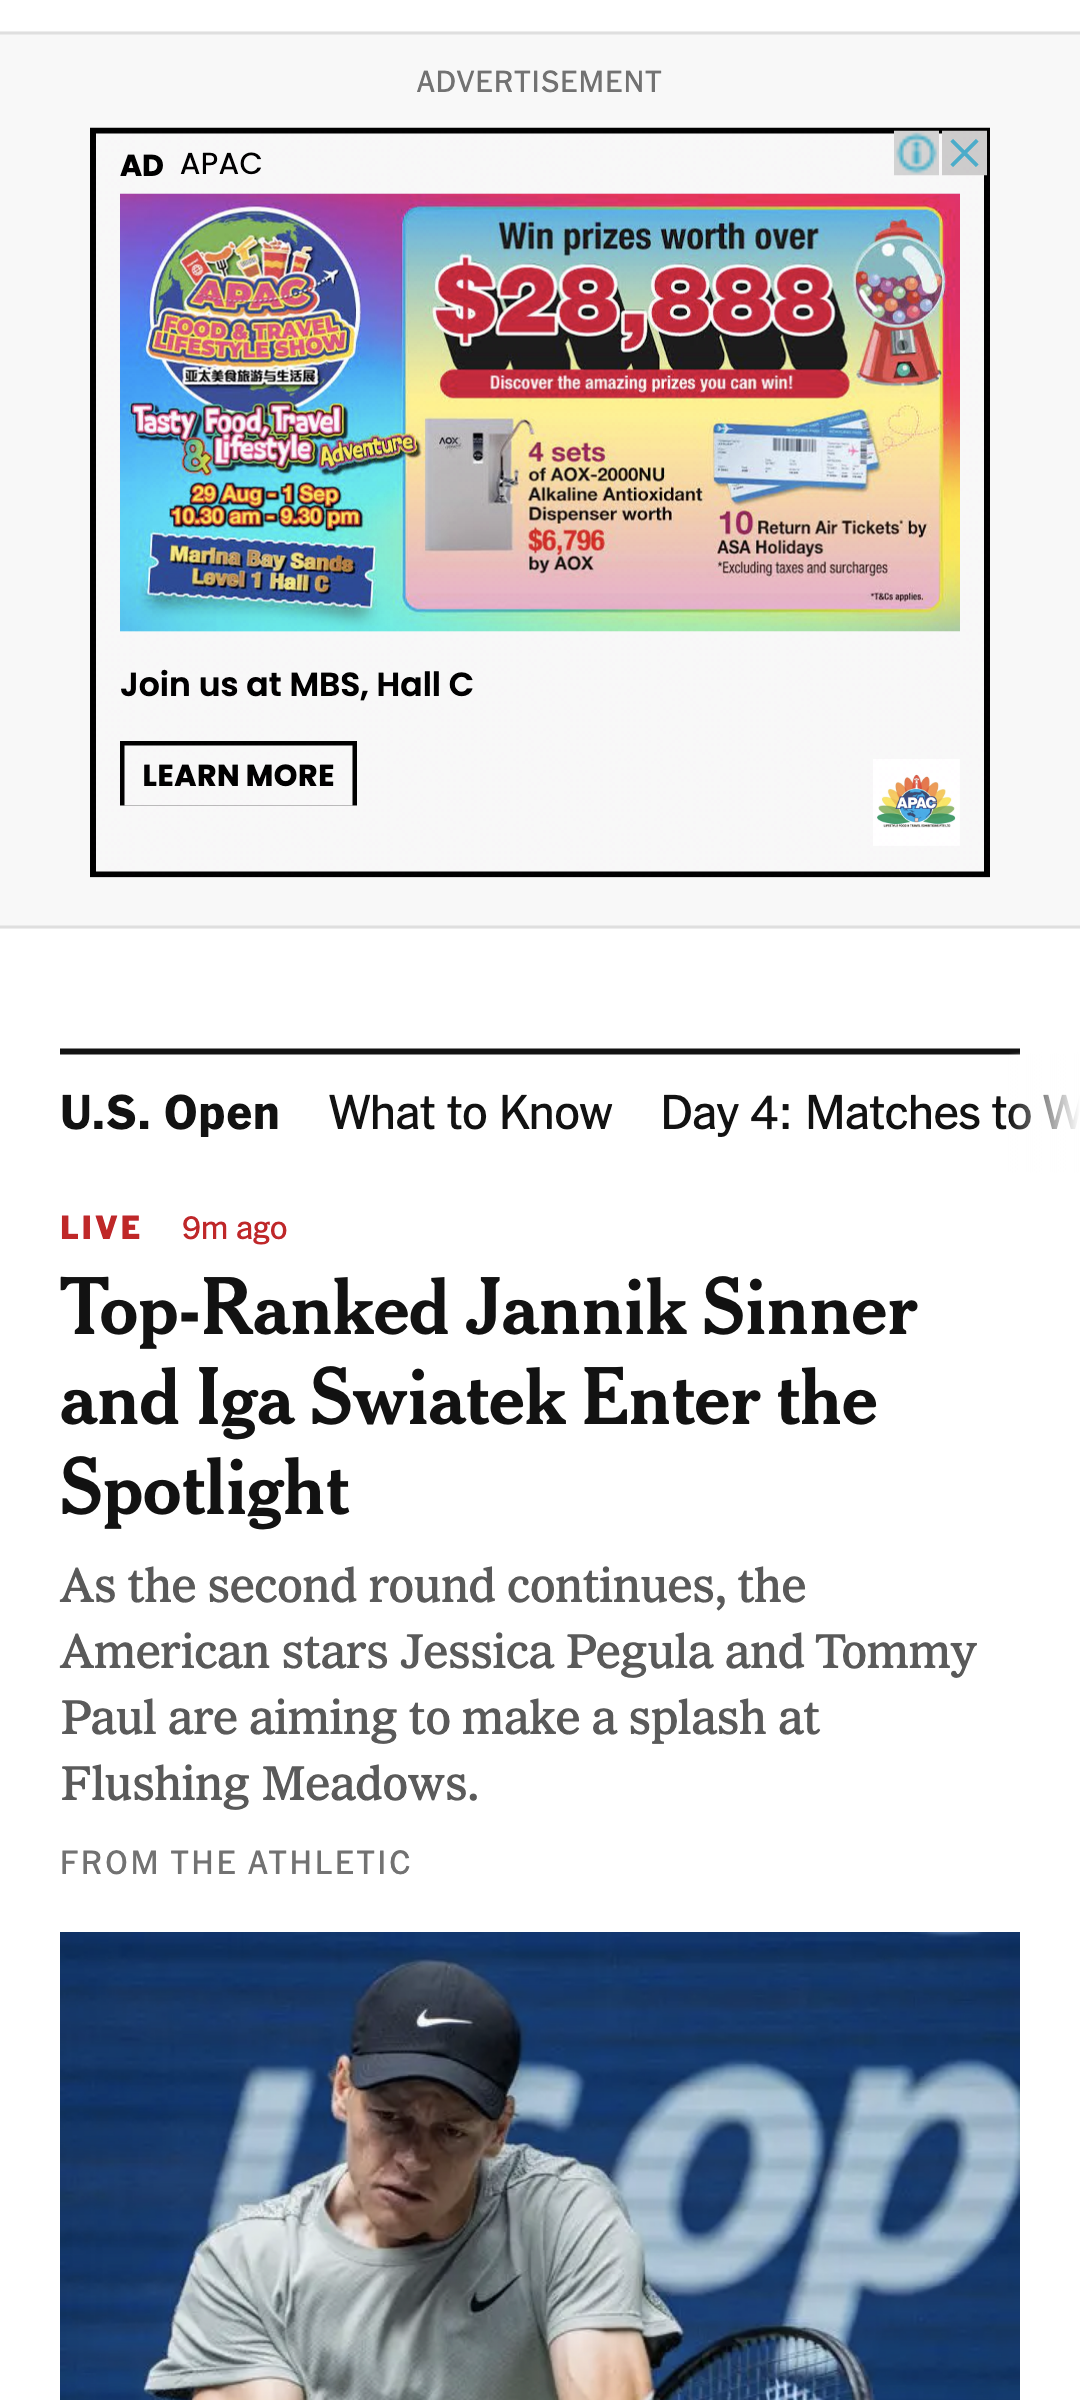 ADVERTISEMENT
AD APAC
APAC
FOOD & TRAVEL
LIFESTYLE SHOW
亚太美食旅游与生活展
Tasty Food, Travel
& Lifestyle Adventure
29 Aug - 1 Sep
10.30 am - 9.30 pm
Marina Bay Sands
Level 1 Hall C
Win prizes worth over
$28,888
Discover the amazing prizes you can win!
AOX
4 sets
of AOX-2000NU
Alkaline Antioxidant
Dispenser worth
$6,796
by AOX
10 Return Air Tickets* by
ASA Holidays
*Excluding taxes and surcharges
*T&Cs applies.
Join us at MBS, Hall C
LEARN MORE
APAC
U.S. Open What to Know Day 4: Matches to W
LIVE 9m ago
Top-Ranked Jannik Sinner
and Iga Swiatek Enter the
Spotlight
As the second round continues, the
American stars Jessica Pegula and Tommy
Paul are aiming to make a splash at
Flushing Meadows.
FROM THE ATHLETIC
us op